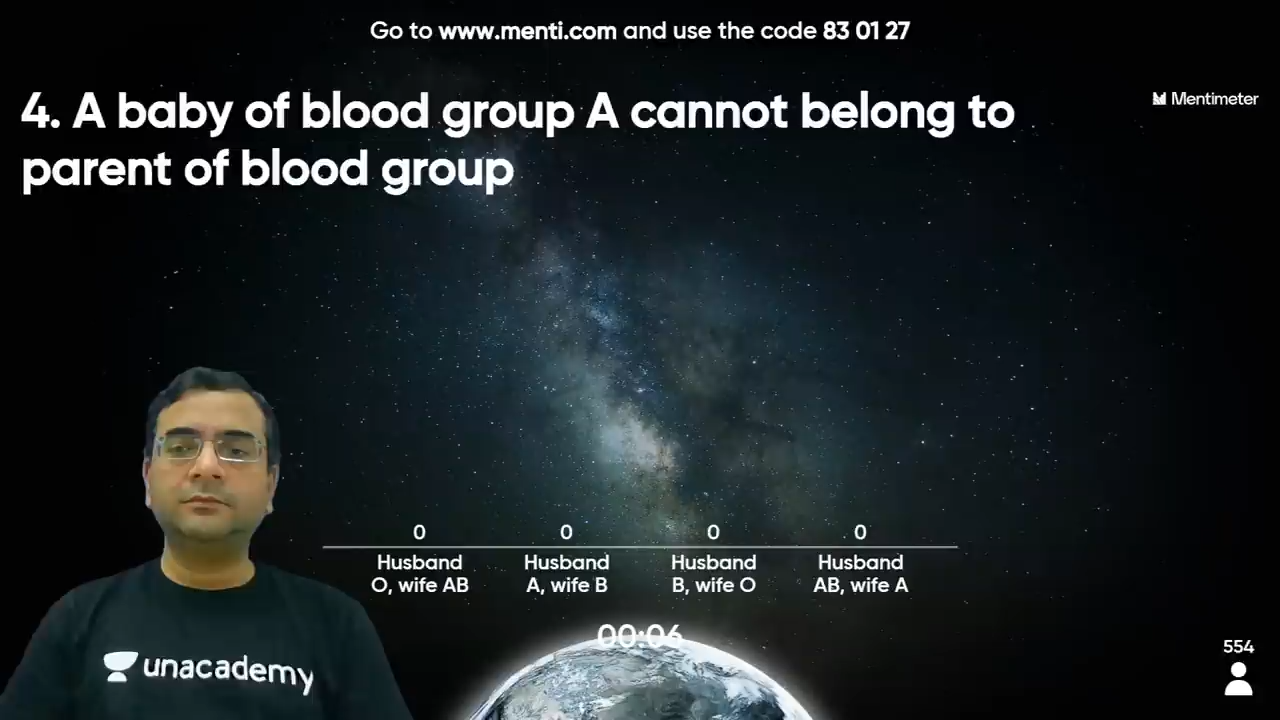 Go to www.menti.com and use the code 83 01 27
4. A baby of blood group A cannot belong to
parent of blood group
Mentimeter
0
0
0
0
Husband
O, wife AB
Husband
A, wife B
Husband
B, wife O
Husband
AB, wife A
00:06
554
unacademy